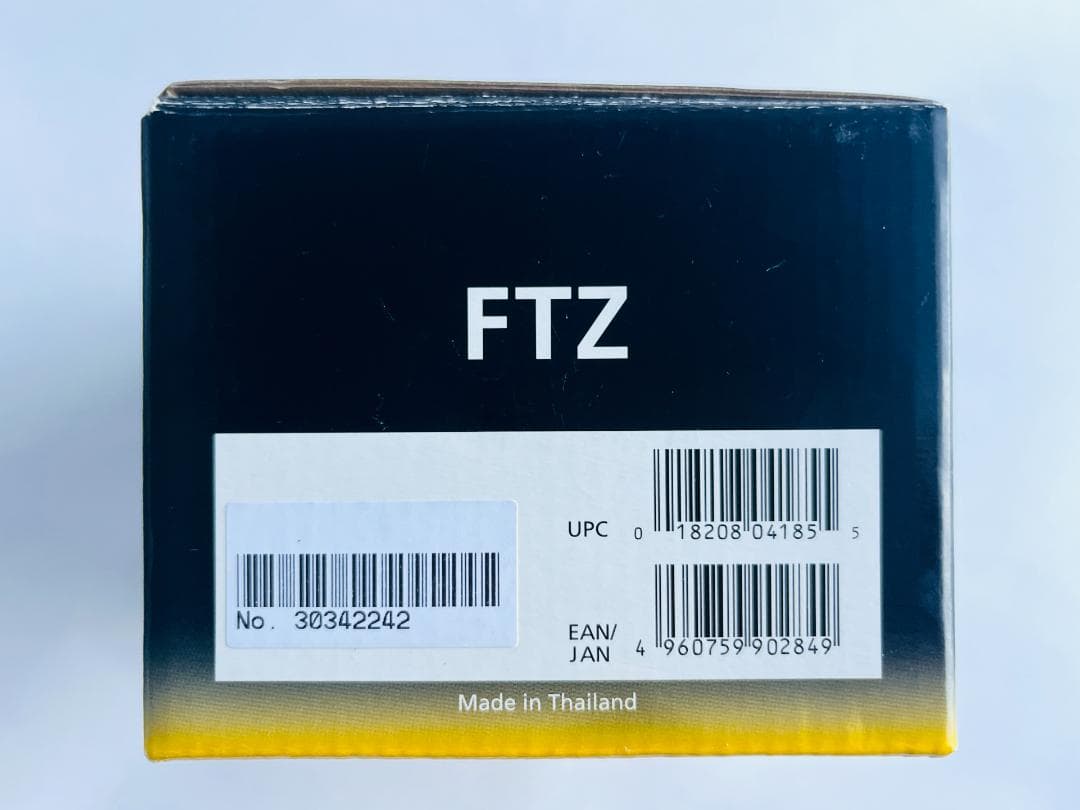 FTZ
UPC 0 18208 04185 5
No. 30342242
EAN/
JAN 4 960759 902849
Made in Thailand